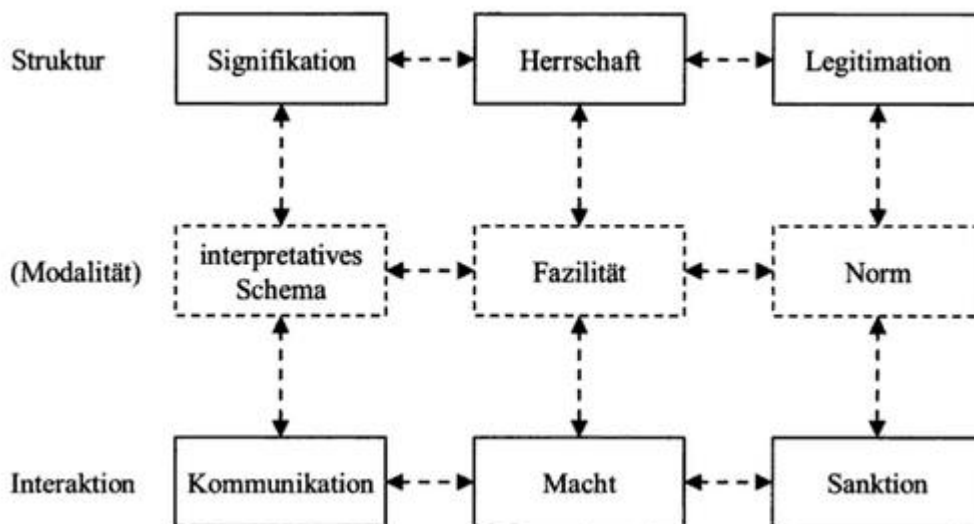 Struktur
Signifikation
Herrschaft
Legitimation
(Modalität)
interpretatives
Schema
Fazilität
Norm
Interaktion
Kommunikation
Macht
Sanktion